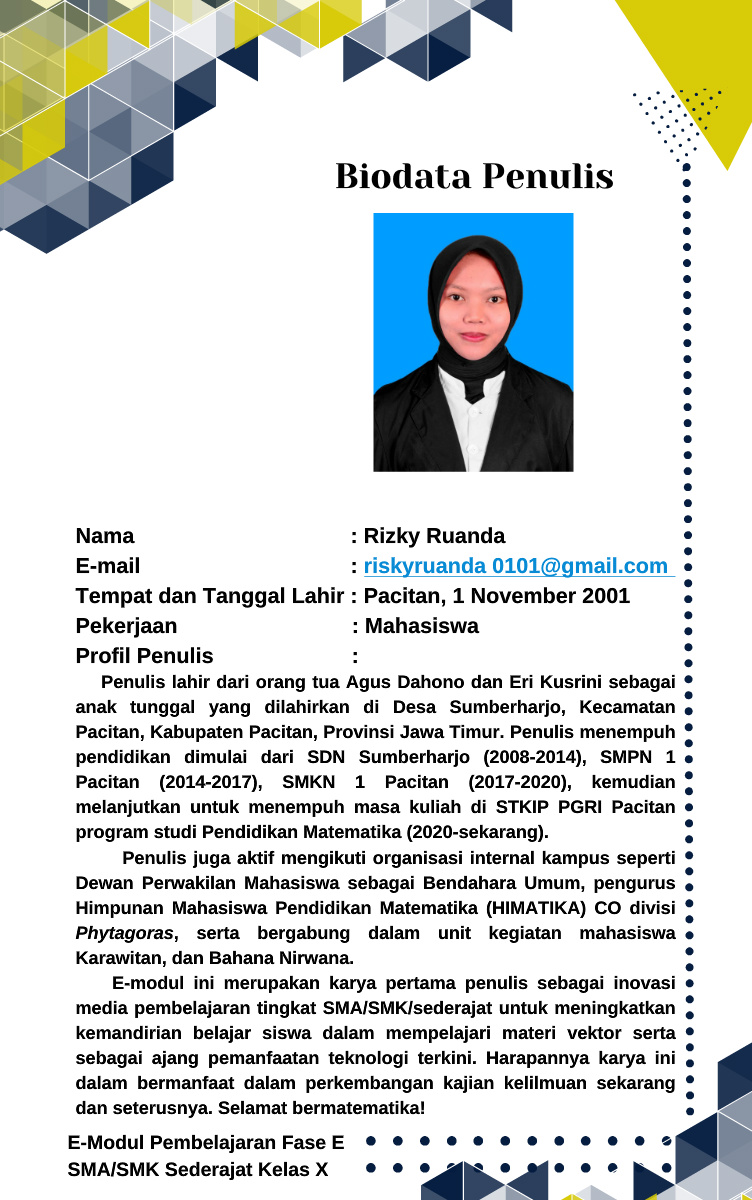 Biodata Penulis
Nama : Rizky Ruanda
E-mail : riskyruanda 0101@gmail.com
Tempat dan Tanggal Lahir : Pacitan, 1 November 2001
Pekerjaan : Mahasiswa
Profil Penulis :
Penulis lahir dari orang tua Agus Dahono dan Eri Kusrini sebagai
anak tunggal yang dilahirkan di Desa Sumberharjo, Kecamatan
Pacitan, Kabupaten Pacitan, Provinsi Jawa Timur. Penulis menempuh
pendidikan dimulai dari SDN Sumberharjo (2008-2014), SMPN 1
Pacitan (2014-2017), SMKN 1 Pacitan (2017-2020), kemudian
melanjutkan untuk menempuh masa kuliah di STKIP PGRI Pacitan
program studi Pendidikan Matematika (2020-sekarang).
Penulis juga aktif mengikuti organisasi internal kampus seperti
Dewan Perwakilan Mahasiswa sebagai Bendahara Umum, pengurus
Himpunan Mahasiswa Pendidikan Matematika (HIMATIKA) CO divisi
Phytagoras, serta bergabung dalam unit kegiatan mahasiswa
Karawitan, dan Bahana Nirwana.
E-modul ini merupakan karya pertama penulis sebagai inovasi
media pembelajaran tingkat SMA/SMK/sederajat untuk meningkatkan
kemandirian belajar siswa dalam mempelajari materi vektor serta
sebagai ajang pemanfaatan teknologi terkini. Harapannya karya ini
dalam bermanfaat dalam perkembangan kajian kelilmuan sekarang
dan seterusnya. Selamat bermatematika!
E-Modul Pembelajaran Fase E
SMA/SMK Sederajat Kelas X